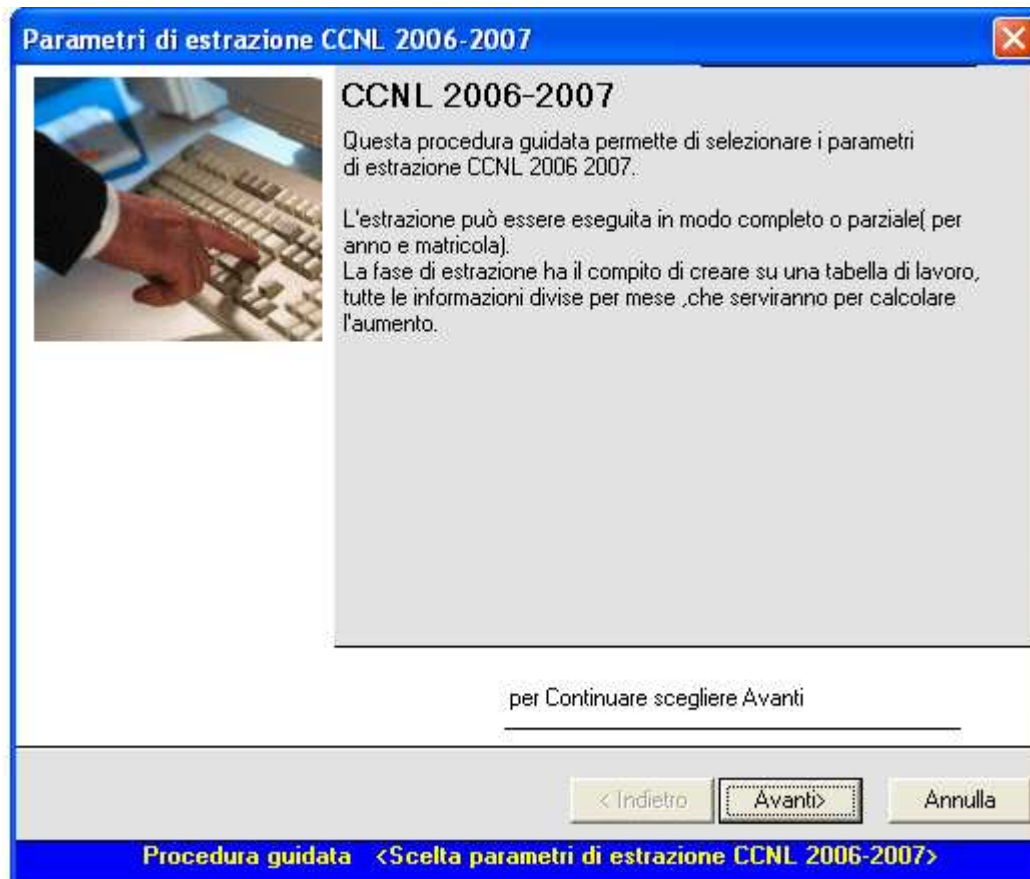 Parametri di estrazione CCNL 2006-2007
CCNL 2006-2007
Questa procedura guidata permette di selezionare i parametri
di estrazione CCNL 2006 2007.
L'estrazione può essere eseguita in modo completo o parziale( per
anno e matricola).
La fase di estrazione ha il compito di creare su una tabella di lavoro,
tutte le informazioni divise per mese ,che serviranno per calcolare
l'aumento.
per Continuare scegliere Avanti
< Indietro
Avanti>
Annulla
Procedura guidata <Scelta parametri di estrazione CCNL 2006-2007>